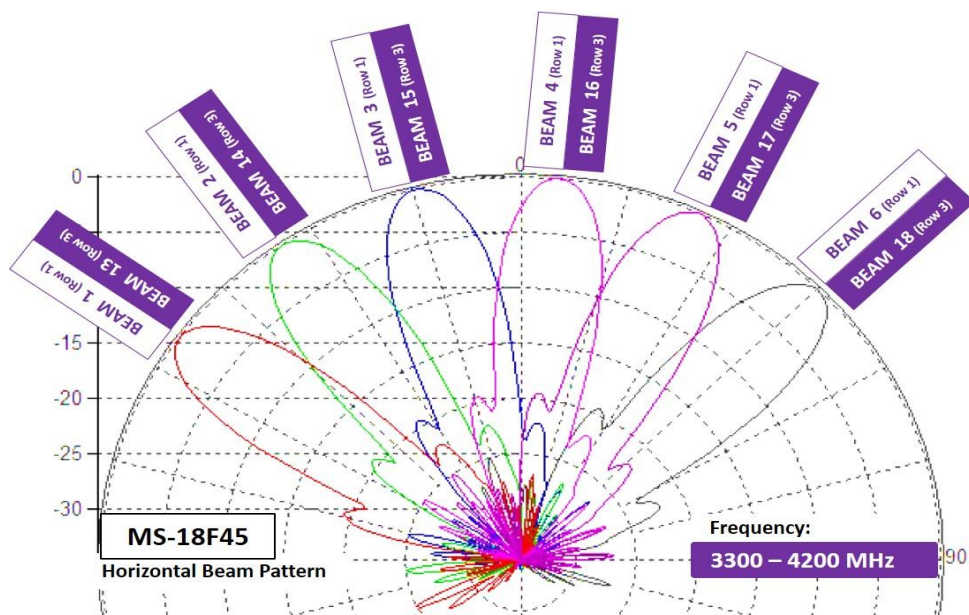 BEAM 1 (Row 1)
BEAM 13 (Row 3)
BEAM 2 (Row 1)
BEAM 14 (Row 3)
BEAM 3 (Row 1)
BEAM 15 (Row 3)
BEAM 4 (Row 1)
BEAM 16 (Row 3)
BEAM 5 (Row 1)
BEAM 17 (Row 3)
BEAM 6 (Row 1)
BEAM 18 (Row 3)
0
0
-15
-20
-25
-30
90
MS-18F45
Horizontal Beam Pattern
Frequency:
3300 – 4200 MHz